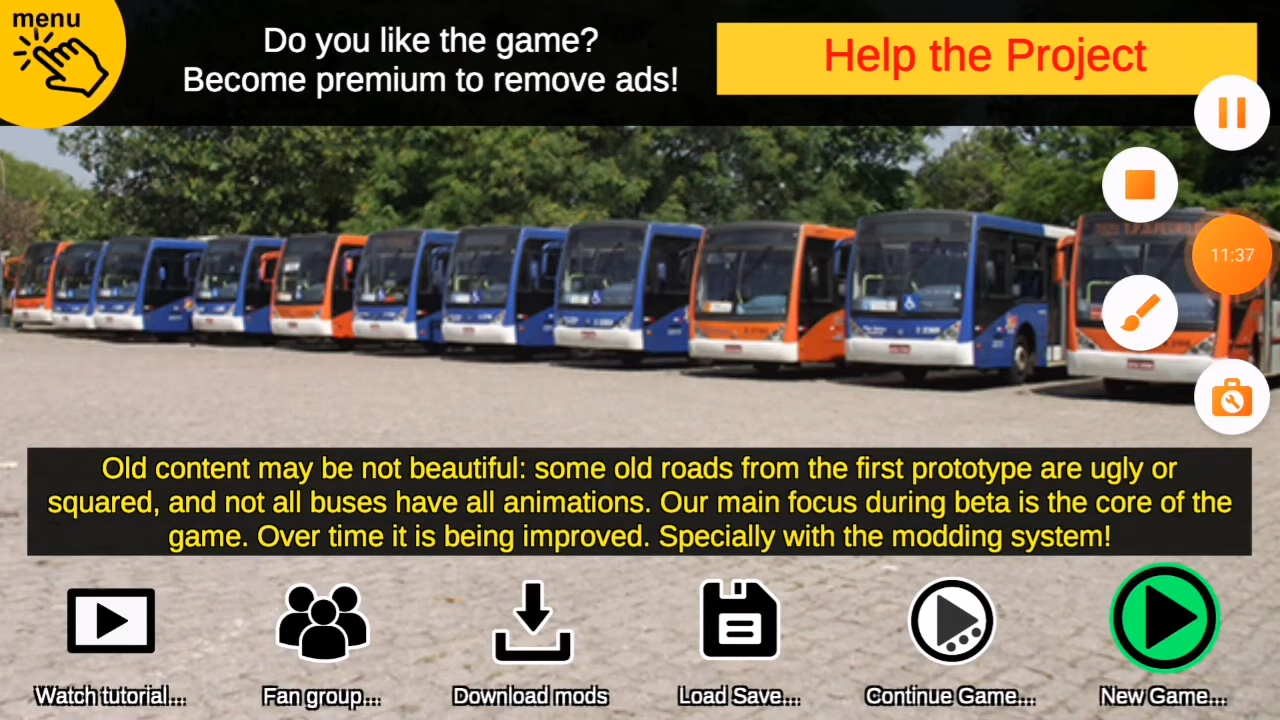 menu
Do you like the game?
Become premium to remove ads!
Help the Project
11:37
Old content may be not beautiful: some old roads from the first prototype are ugly or
squared, and not all buses have all animations. Our main focus during beta is the core of the
game. Over time it is being improved. Specially with the modding system!
Watch tutorial...
Fan group...
Download mods
Load Save...
Continue Game...
New Game...